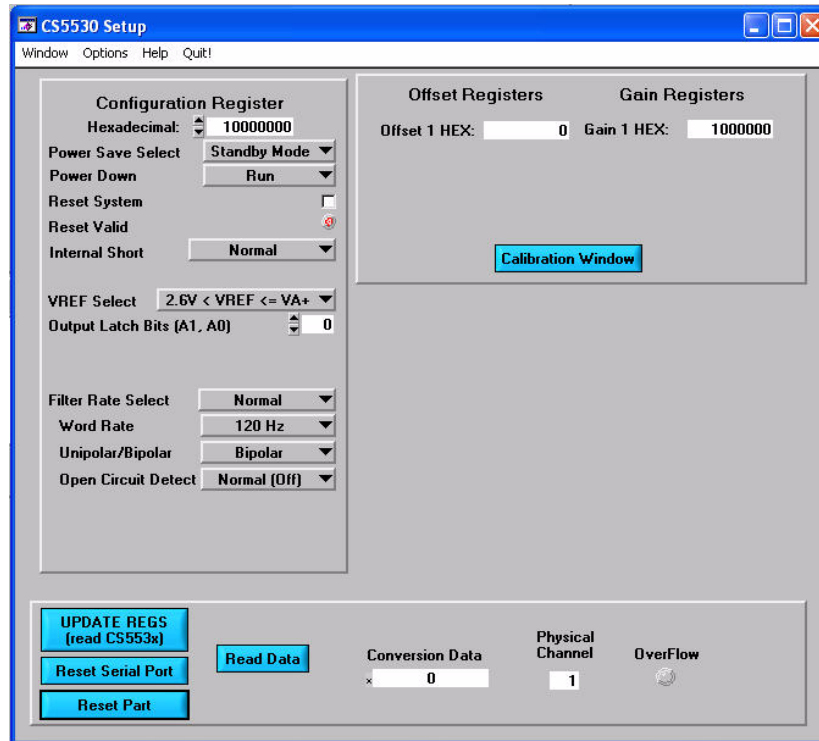 CS5530 Setup
Window Options Help Quit!
Configuration Register
Hexadecimal: 10000000
Power Save Select Standby Mode
Power Down Run
Reset System
Reset Valid
Internal Short Normal
VREF Select 2.6V < VREF <= VA+
Output Latch Bits (A1, A0) 0
Filter Rate Select Normal
Word Rate 120 Hz
Unipolar/Bipolar Bipolar
Open Circuit Detect Normal (Off)
Offset Registers Gain Registers
Offset 1 HEX: 0 Gain 1 HEX: 1000000
Calibration Window
UPDATE REGS
(read CS553x)
Reset Serial Port
Reset Part
Read Data
Conversion Data
x 0
Physical
Channel
1
OverFlow